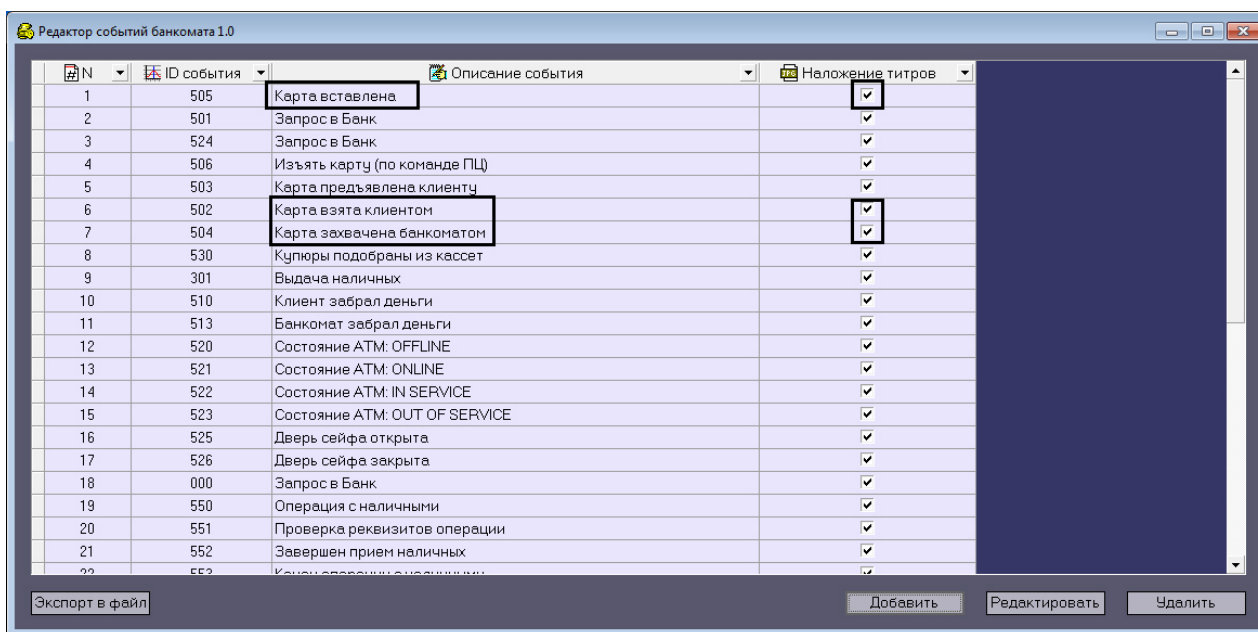 Редактор событий банкомата 1.0
N ID события Описание события Наложение титров
1 505 Карта вставлена
2 501 Запрос в Банк
3 524 Запрос в Банк
4 506 Изъять карту (по команде ПЦ)
5 503 Карта предъявлена клиенту
6 502 Карта взята клиентом
7 504 Карта захвачена банкоматом
8 530 Купюры подобраны из кассет
9 301 Выдача наличных
10 510 Клиент забрал деньги
11 513 Банкомат забрал деньги
12 520 Состояние ATM: OFFLINE
13 521 Состояние ATM: ONLINE
14 522 Состояние ATM: IN SERVICE
15 523 Состояние ATM: OUT OF SERVICE
16 525 Дверь сейфа открыта
17 526 Дверь сейфа закрыта
18 000 Запрос в Банк
19 550 Операция с наличными
20 551 Проверка реквизитов операции
21 552 Завершен прием наличных
Экспорт в файл Добавить Редактировать Удалить